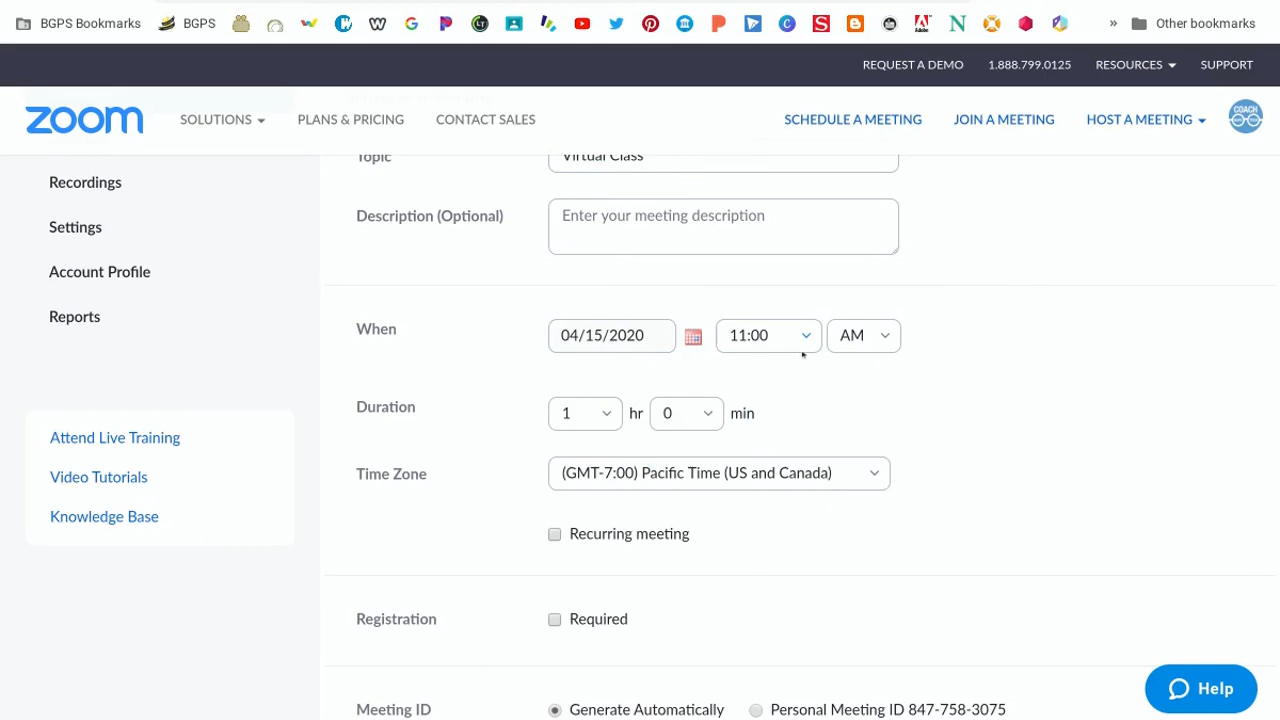 BGPS Bookmarks BGPS Other bookmarks
REQUEST A DEMO 1.888.799.0125 RESOURCES SUPPORT
zoom SOLUTIONS PLANS & PRICING CONTACT SALES SCHEDULE A MEETING JOIN A MEETING HOST A MEETING COACH
Topic Virtual Class
Recordings
Description (Optional) Enter your meeting description
Settings
Account Profile
Reports
When 04/15/2020 11:00 AM
Duration 1 hr 0 min
Attend Live Training
Time Zone (GMT-7:00) Pacific Time (US and Canada)
Video Tutorials
Knowledge Base
Recurring meeting
Registration Required
Help
Meeting ID Generate Automatically Personal Meeting ID 847-758-3075